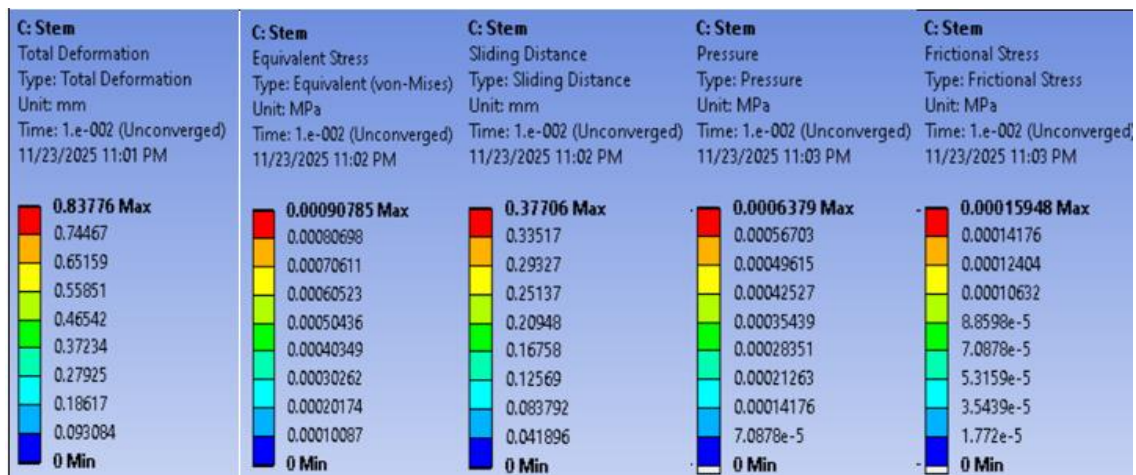 C: Stem
Total Deformation
Type: Total Deformation
Unit: mm
Time: 1.e-002 (Unconverged)
11/23/2025 11:01 PM
0.83776 Max
0.74467
0.65159
0.55851
0.46542
0.37234
0.27925
0.18617
0.093084
0 Min
C: Stem
Equivalent Stress
Type: Equivalent (von-Mises)
Unit: MPa
Time: 1.e-002 (Unconverged)
11/23/2025 11:02 PM
0.00090785 Max
0.00080698
0.00070611
0.00060523
0.00050436
0.00040349
0.00030262
0.00020174
0.00010087
0 Min
C: Stem
Sliding Distance
Type: Sliding Distance
Unit: mm
Time: 1.e-002 (Unconverged)
11/23/2025 11:02 PM
0.37706 Max
0.33517
0.29327
0.25137
0.20948
0.16758
0.12569
0.083792
0.041896
0 Min
C: Stem
Pressure
Type: Pressure
Unit: MPa
Time: 1.e-002 (Unconverged)
11/23/2025 11:03 PM
0.0006379 Max
0.00056703
0.00049615
0.00042527
0.00035439
0.00028351
0.00021263
0.00014176
7.0878e-5
0 Min
C: Stem
Frictional Stress
Type: Frictional Stress
Unit: MPa
Time: 1.e-002 (Unconverged)
11/23/2025 11:03 PM
0.00015948 Max
0.00014176
0.00012404
0.00010632
8.8598e-5
7.0878e-5
5.3159e-5
3.5439e-5
1.772e-5
0 Min